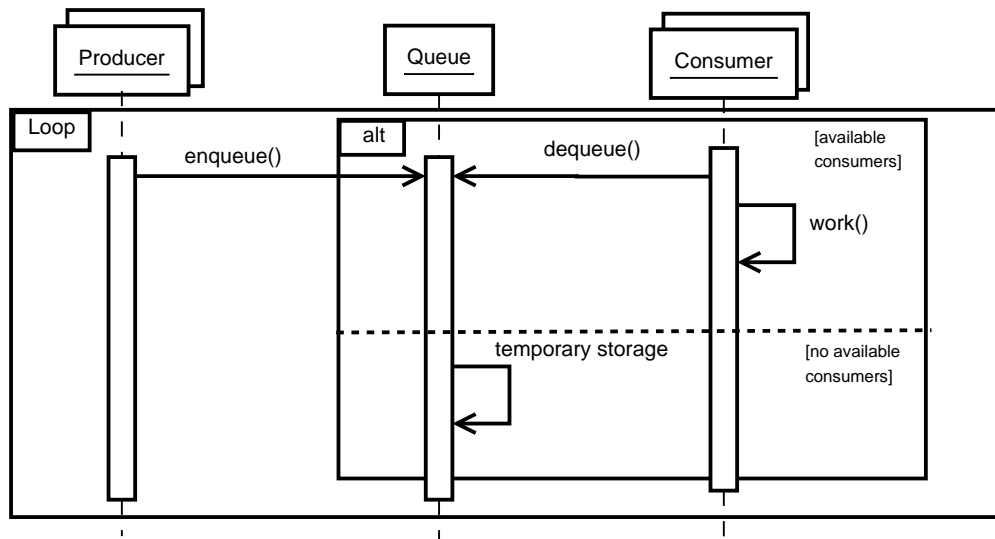 Producer
Queue
Consumer
Loop
alt
[available
consumers]
enqueue()
dequeue()
work()
temporary storage
[no available
consumers]